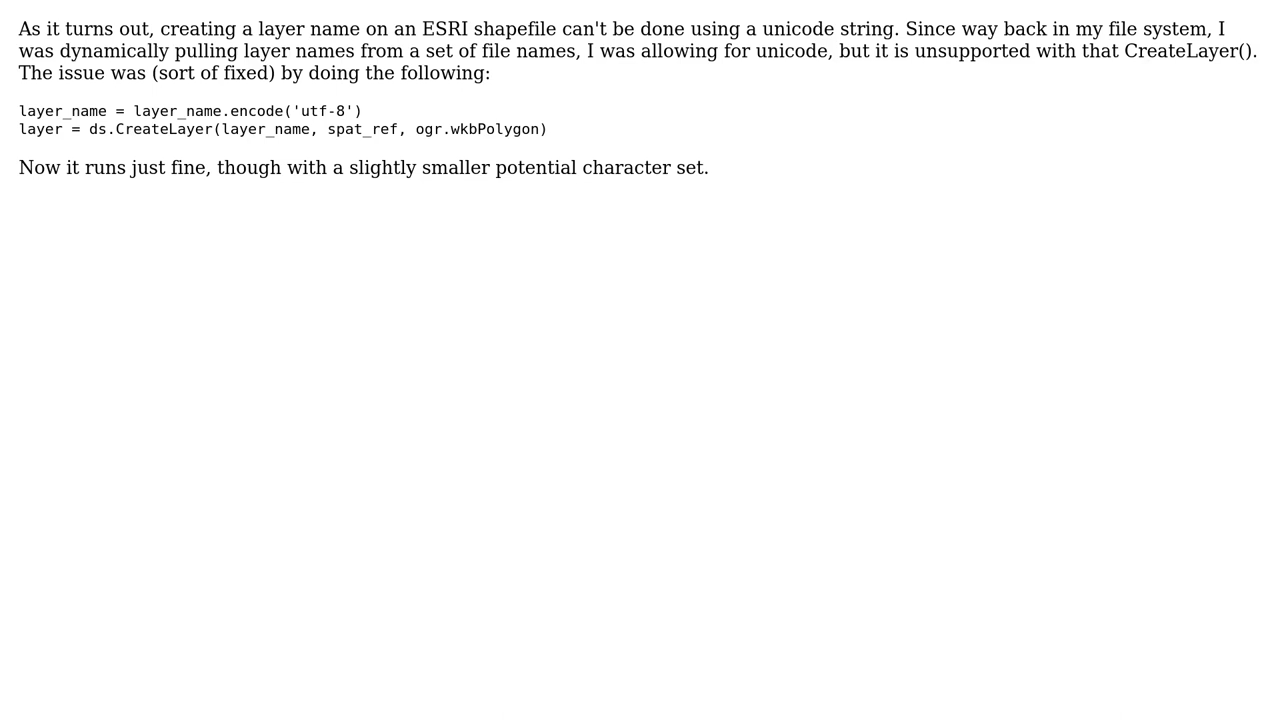 As it turns out, creating a layer name on an ESRI shapefile can't be done using a unicode string. Since way back in my file system, I
was dynamically pulling layer names from a set of file names, I was allowing for unicode, but it is unsupported with that CreateLayer().
The issue was (sort of fixed) by doing the following:
layer_name = layer_name.encode('utf-8')
layer = ds.CreateLayer(layer_name, spat_ref, ogr.wkbPolygon)
Now it runs just fine, though with a slightly smaller potential character set.